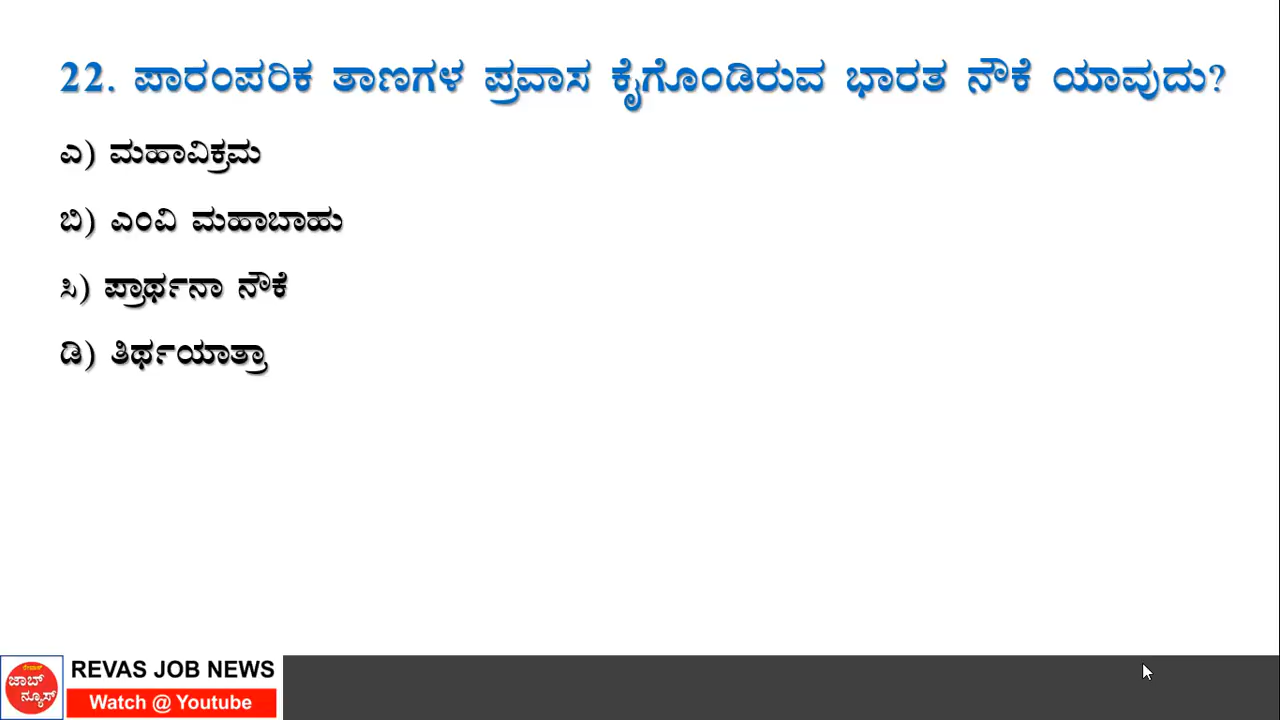 22. ಪಾರಂಪರಿಕ ತಾಣಗಳ ಪ್ರವಾಸ ಕೈಗೊಂಡಿರುವ ಭಾರತ ನೌಕೆ ಯಾವುದು?
ಎ) ಮಹಾವಿಕ್ರಮ
ಬಿ) ಎಂವಿ ಮಹಾಬಾಹು
ಸಿ) ಪ್ರಾರ್ಥನಾ ನೌಕೆ
ಡಿ) ತಿರ್ಥಯಾತ್ರಾ
ರೇವಾಸ್
ಜಾಬ್
ನ್ಯೂಸ್
REVAS JOB NEWS
Watch @ Youtube